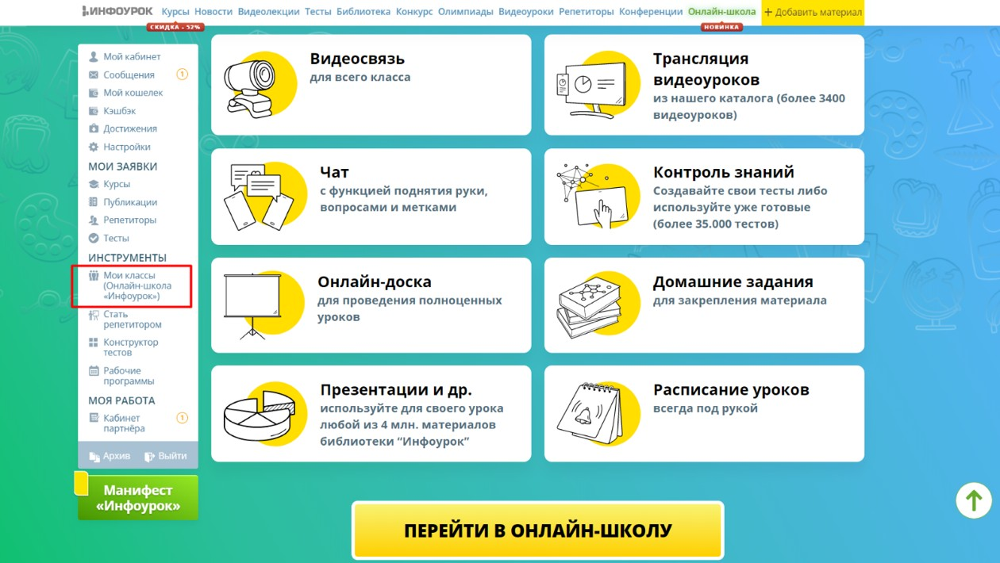 ИНФОУРОК
Курсы Новости Видеолекции Тесты Библиотека Конкурс Олимпиады Видеоуроки Репетиторы Конференции Онлайн-школа + Добавить материал
СКИДКА - 52%
НОВИНКА
Мой кабинет
Сообщения 1
Мой кошелек
Кэшбэк
Достижения
Настройки
МОИ ЗАЯВКИ
Курсы
Публикации
Репетиторы
Тесты
ИНСТРУМЕНТЫ
Мои классы
(Онлайн-школа
«Инфоурок»)
Стать
репетитором
Конструктор
тестов
Рабочие
программы
МОЯ РАБОТА
Кабинет
партнёра 1
Архив Выйти
Манифест
«Инфоурок»
Видеосвязь
для всего класса
Трансляция
видеоуроков
из нашего каталога (более 3400
видеоуроков)
Чат
с функцией поднятия руки,
вопросами и метками
Контроль знаний
Создавайте свои тесты либо
используйте уже готовые
(более 35.000 тестов)
Онлайн-доска
для проведения полноценных
уроков
Домашние задания
для закрепления материала
Презентации и др.
используйте для своего урока
любой из 4 млн. материалов
библиотеки “Инфоурок”
Расписание уроков
всегда под рукой
ПЕРЕЙТИ В ОНЛАЙН-ШКОЛУ